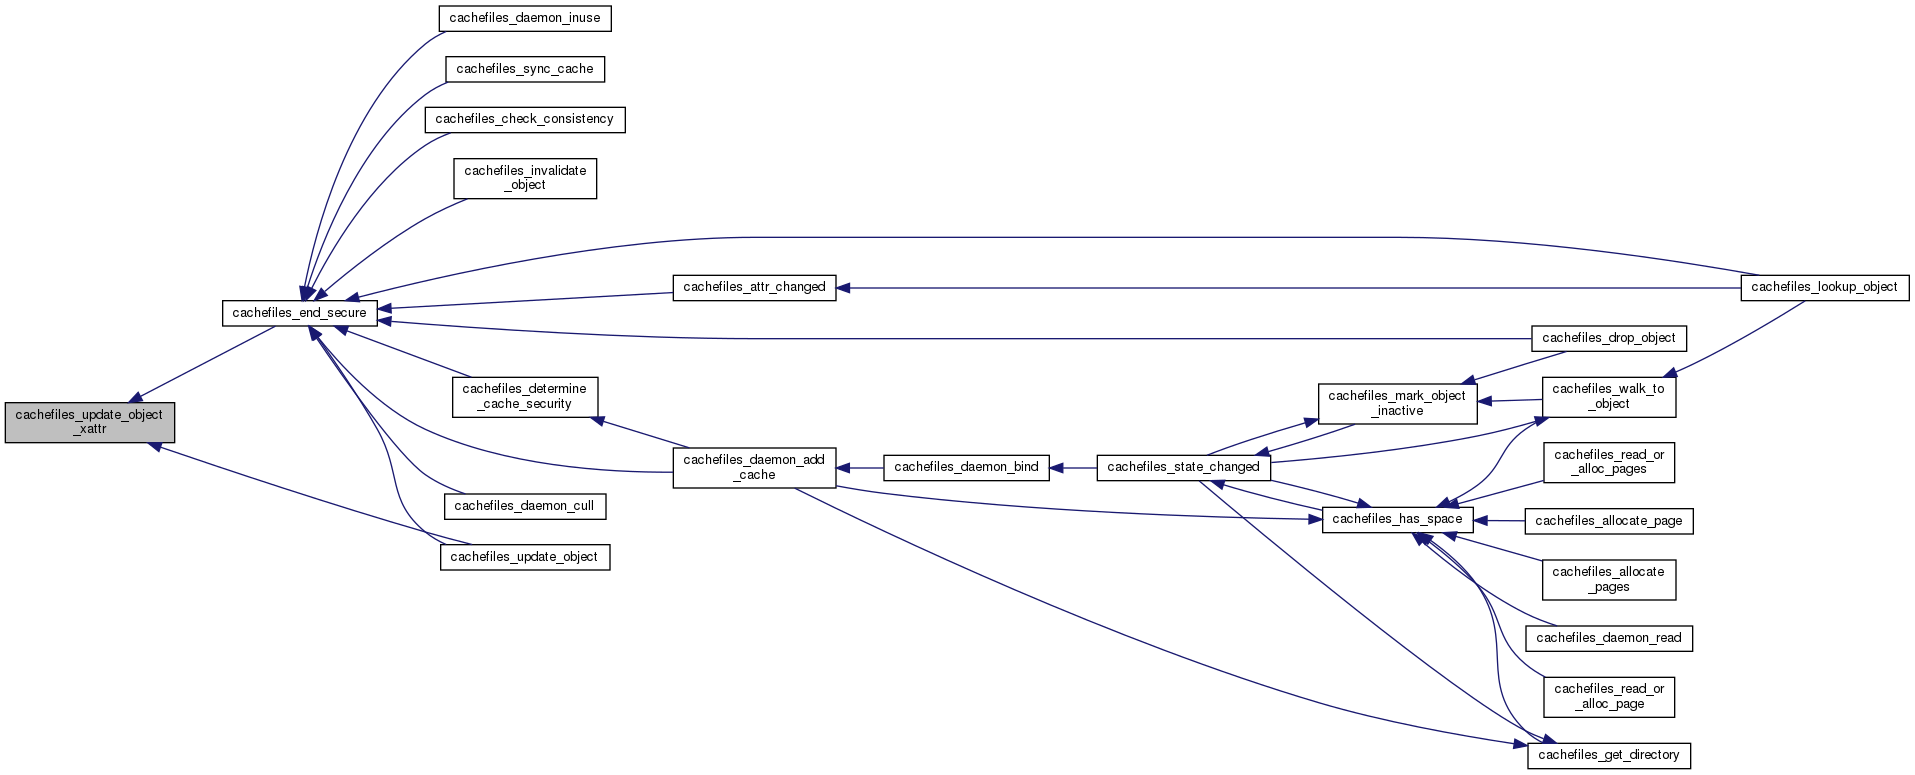 cachefiles_daemon_inuse
cachefiles_sync_cache
cachefiles_check_consistency
cachefiles_invalidate
_object
cachefiles_attr_changed
cachefiles_lookup_object
cachefiles_end_secure
cachefiles_drop_object
cachefiles_determine
_cache_security
cachefiles_mark_object
_inactive
cachefiles_walk_to
_object
cachefiles_update_object
_xattr
cachefiles_daemon_add
_cache
cachefiles_daemon_bind
cachefiles_state_changed
cachefiles_read_or
_alloc_pages
cachefiles_daemon_cull
cachefiles_has_space
cachefiles_allocate_page
cachefiles_update_object
cachefiles_allocate
_pages
cachefiles_daemon_read
cachefiles_read_or
_alloc_page
cachefiles_get_directory